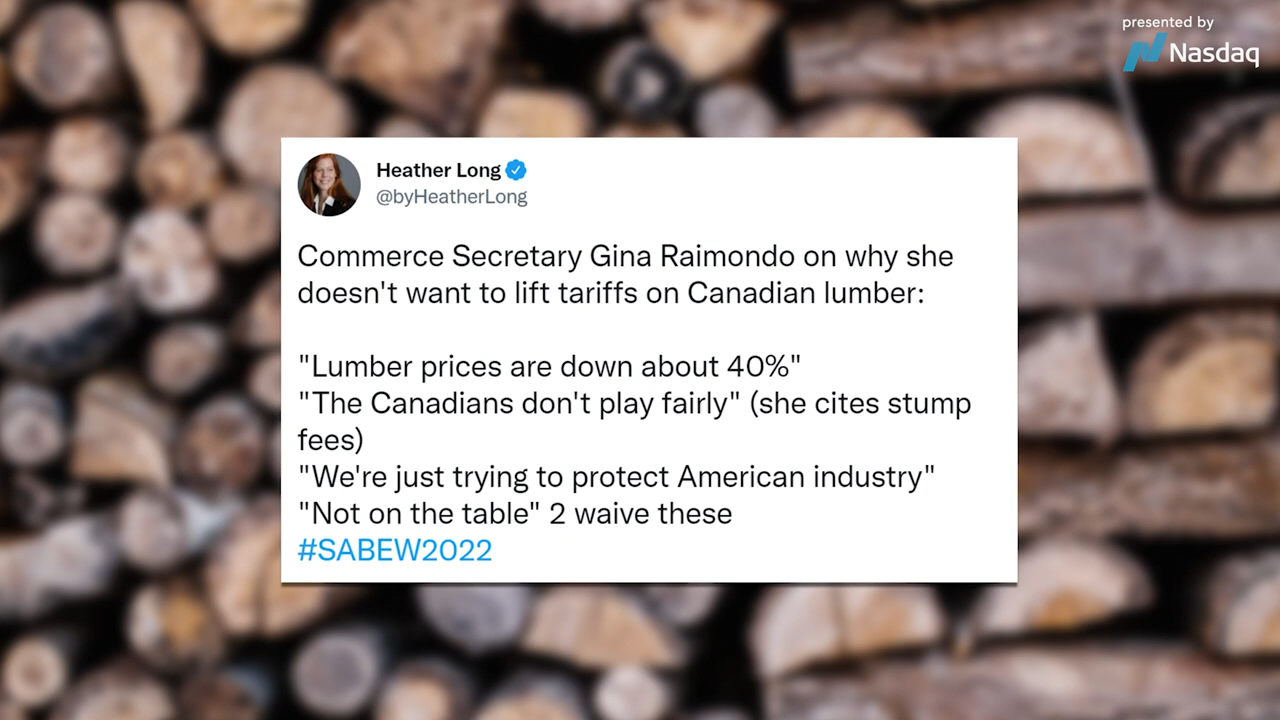 presented by
Nasdaq
Heather Long
@byHeatherLong
Commerce Secretary Gina Raimondo on why she
doesn't want to lift tariffs on Canadian lumber:
"Lumber prices are down about 40%"
"The Canadians don't play fairly" (she cites stump
fees)
"We're just trying to protect American industry"
"Not on the table" 2 waive these
#SABEW2022